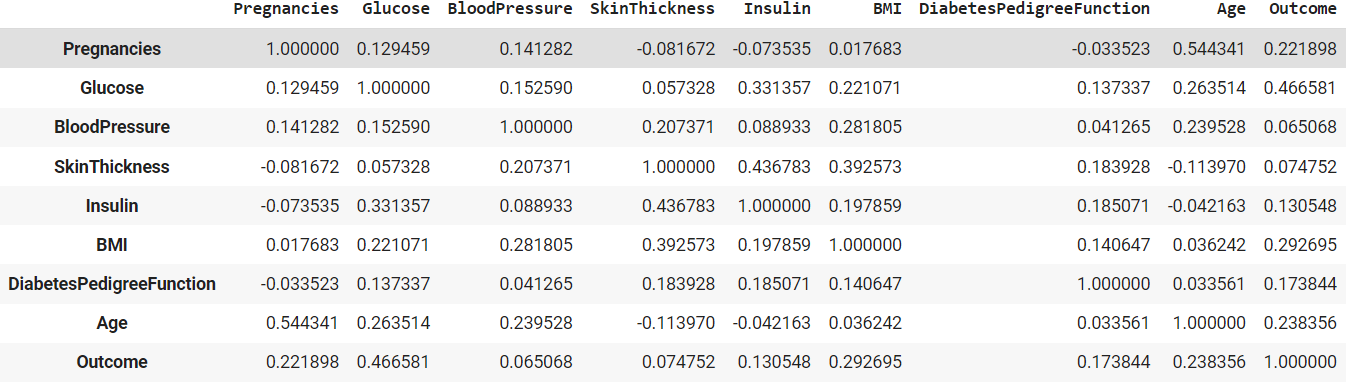 Pregnancies Glucose BloodPressure SkinThickness Insulin BMI DiabetesPedigreeFunction Age Outcome
Pregnancies 1.000000 0.129459 0.141282 -0.081672 -0.073535 0.017683 -0.033523 0.544341 0.221898
Glucose 0.129459 1.000000 0.152590 0.057328 0.331357 0.221071 0.137337 0.263514 0.466581
BloodPressure 0.141282 0.152590 1.000000 0.207371 0.088933 0.281805 0.041265 0.239528 0.065068
SkinThickness -0.081672 0.057328 0.207371 1.000000 0.436783 0.392573 0.183928 -0.113970 0.074752
Insulin -0.073535 0.331357 0.088933 0.436783 1.000000 0.197859 0.185071 -0.042163 0.130548
BMI 0.017683 0.221071 0.281805 0.392573 0.197859 1.000000 0.140647 0.036242 0.292695
DiabetesPedigreeFunction -0.033523 0.137337 0.041265 0.183928 0.185071 0.140647 1.000000 0.033561 0.173844
Age 0.544341 0.263514 0.239528 -0.113970 -0.042163 0.036242 0.033561 1.000000 0.238356
Outcome 0.221898 0.466581 0.065068 0.074752 0.130548 0.292695 0.173844 0.238356 1.000000